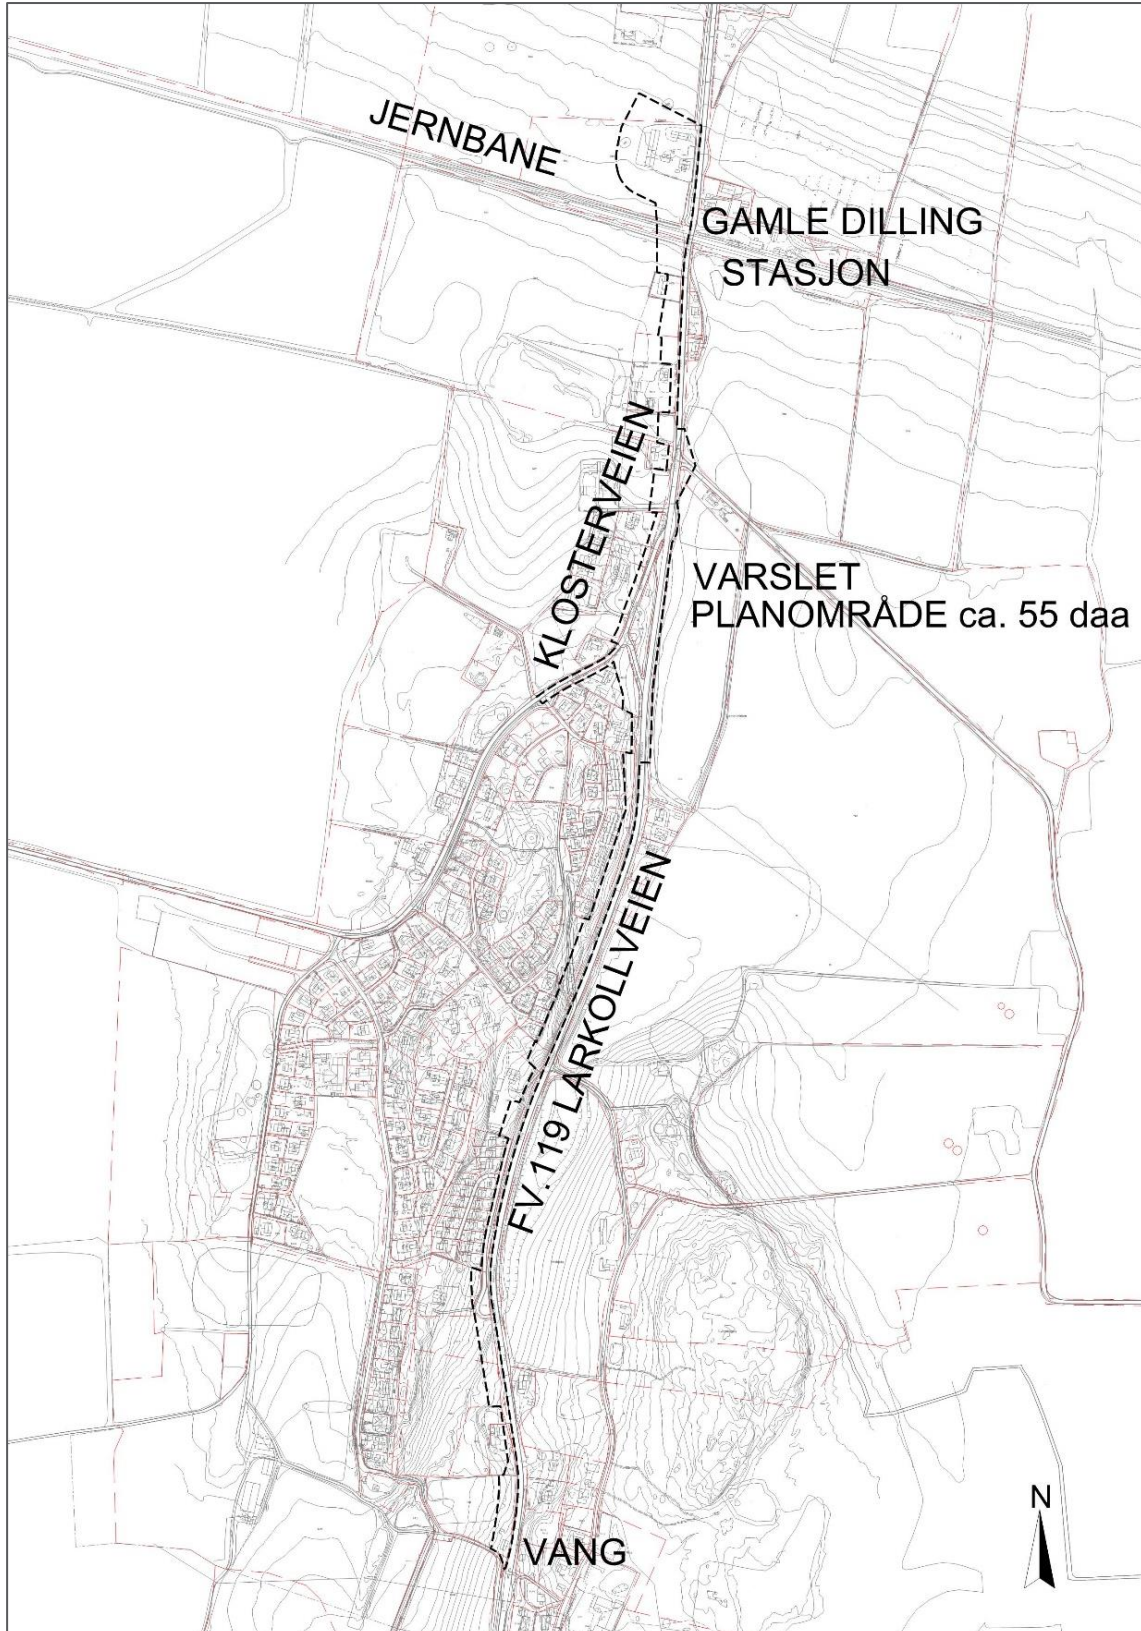 JERNBANE
GAMLE DILLING
STASJON
KLOSTERVEIEN
VARSLET
PLANOMRÅDE ca. 55 daa
FV.119 LARKOLLVEIEN
VANG
N